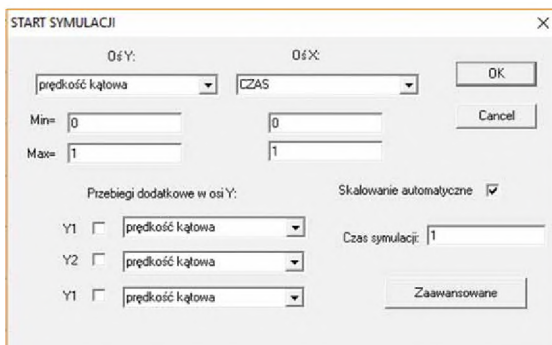 START SYMULACJI
Oś Y: Oś X:
prędkość kątowa CZAS OK
Min= 0 0 Cancel
Max= 1 1
Przebiegi dodatkowe w osi Y: Skalowanie automatyczne
Y1 prędkość kątowa Czas symulacji: 1
Y2 prędkość kątowa
Y1 prędkość kątowa Zaawansowane